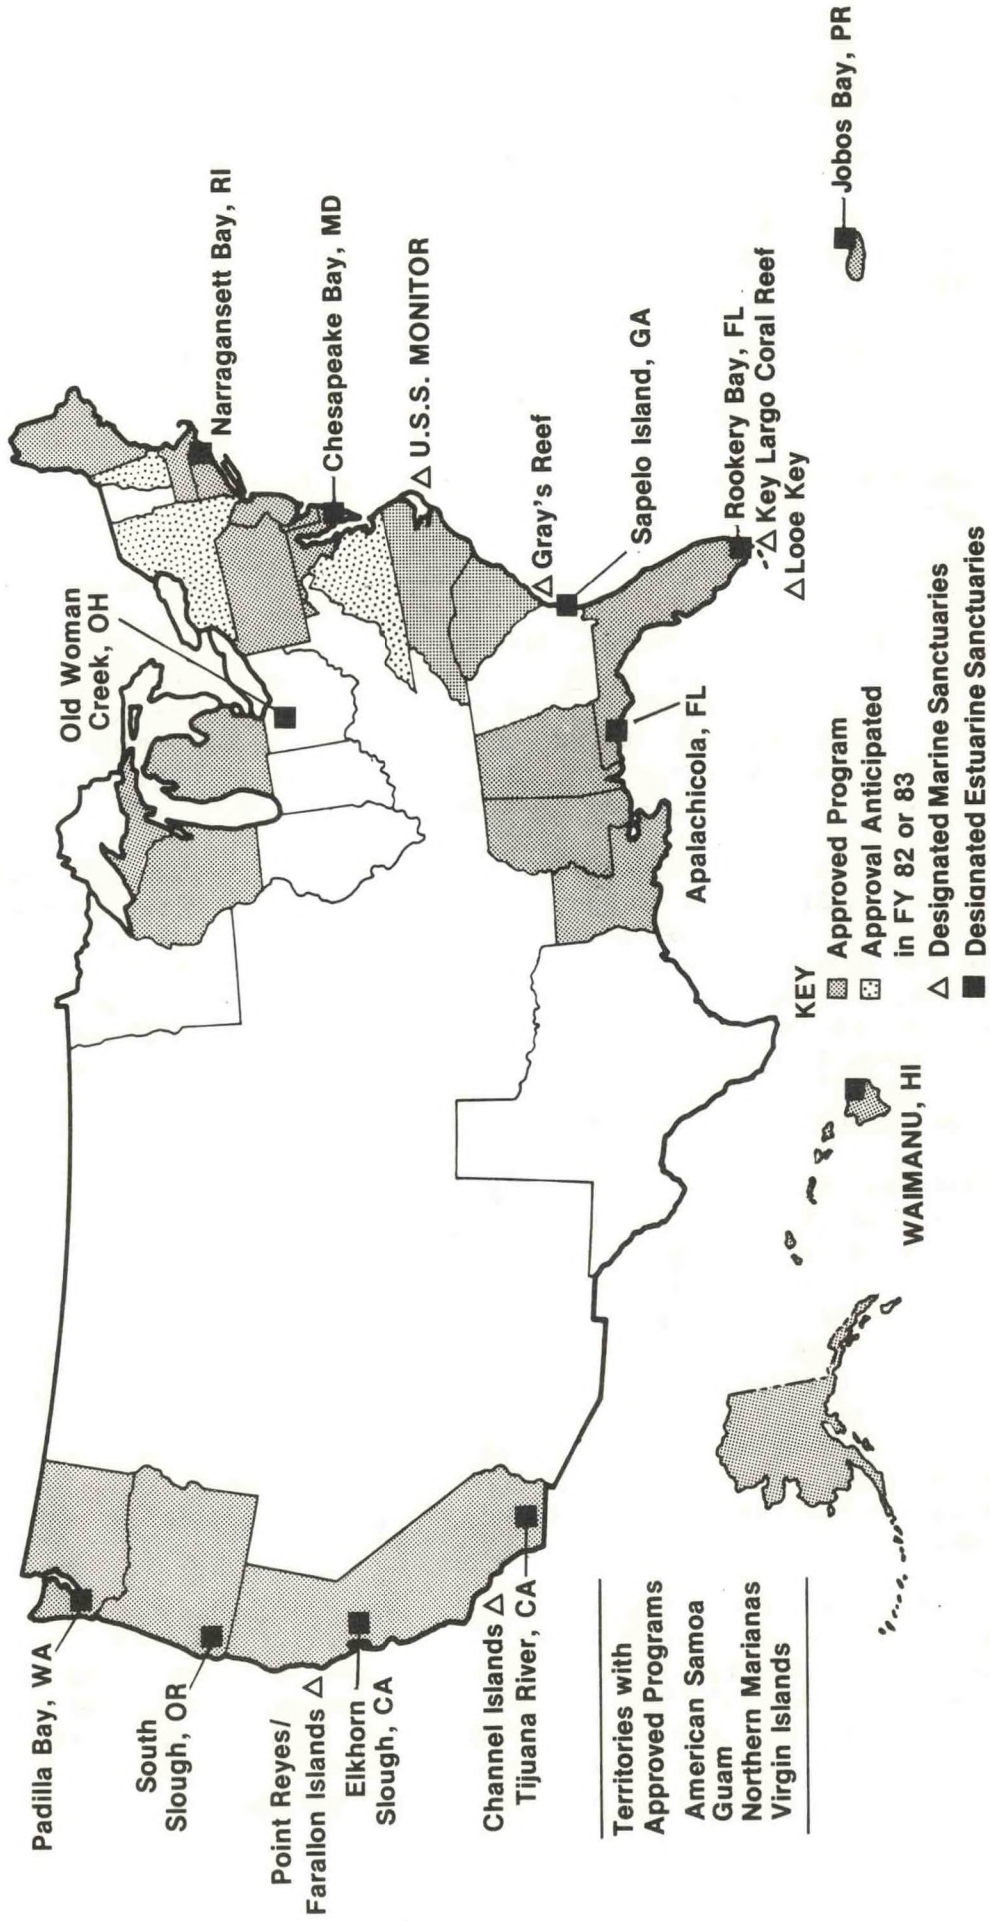 Padilla Bay, WA
South
Slough, OR
Point Reyes/
Farallon Islands △
Elkhorn
Slough, CA
Channel Islands △
Tijuana River, CA
Territories with
Approved Programs
American Samoa
Guam
Northern Marianas
Virgin Islands
WAIMANU, HI
Old Woman
Creek, OH
Narragansett Bay, RI
Chesapeake Bay, MD
△ U.S.S. MONITOR
△ Gray's Reef
Sapelo Island, GA
Rookery Bay, FL
△ Key Largo Coral Reef
△ Looe Key
Apalachicola, FL
Jobos Bay, PR
KEY
Approved Program
Approval Anticipated
in FY 82 or 83
△ Designated Marine Sanctuaries
■ Designated Estuarine Sanctuaries